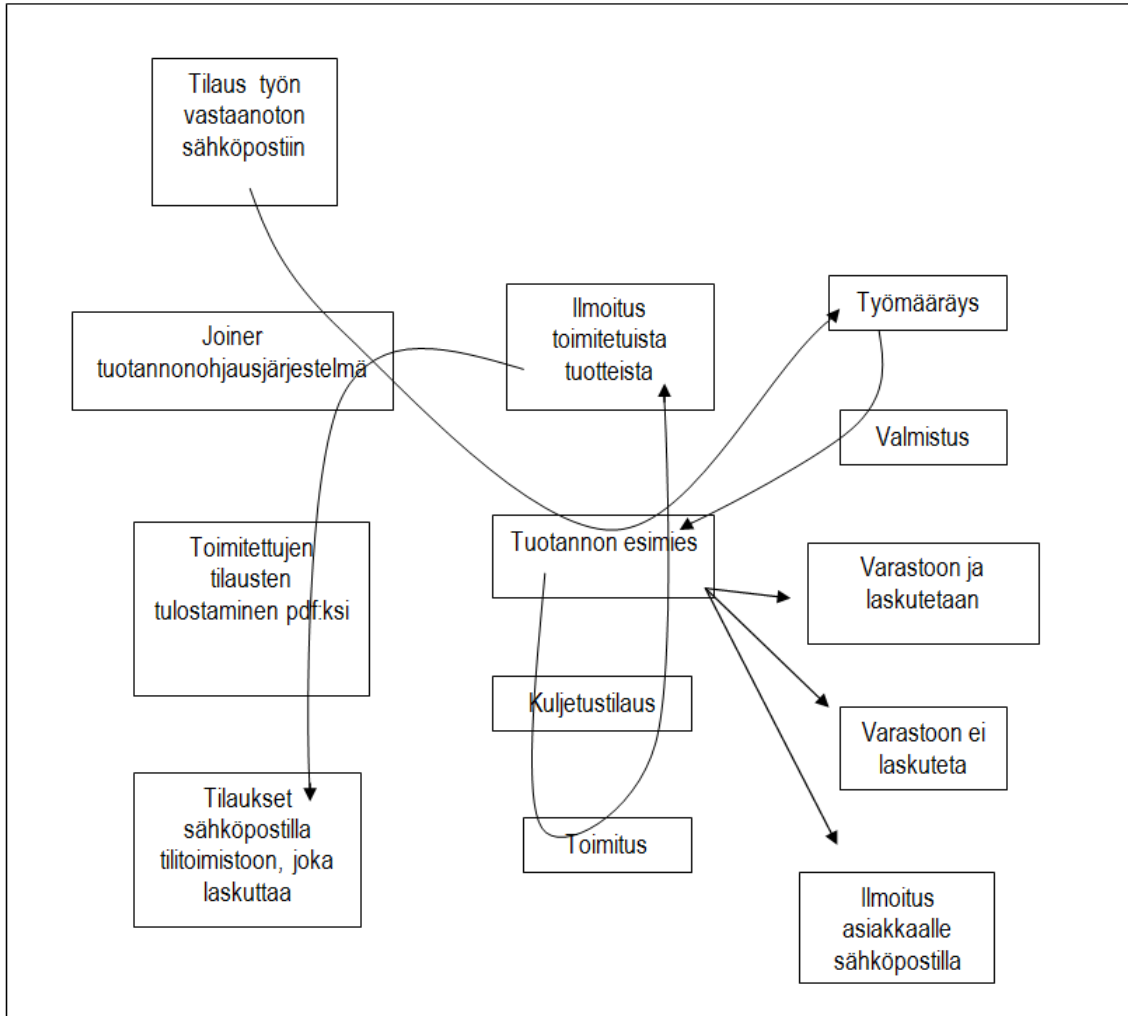 Tilaus työn
vastaanoton
sähköpostiin
Joiner
tuotannonohjausjärjestelmä
Ilmoitus
toimitetuista
tuotteista
Työmääräys
Valmistus
Toimitettujen
tilausten
tulostaminen pdf:ksi
Tuotannon esimies
Varastoon ja
laskutetaan
Kuljetustilaus
Varastoon ei
laskuteta
Tilaukset
sähköpostilla
tilitoimistoon, joka
laskuttaa
Toimitus
Ilmoitus
asiakkaalle
sähköpostilla